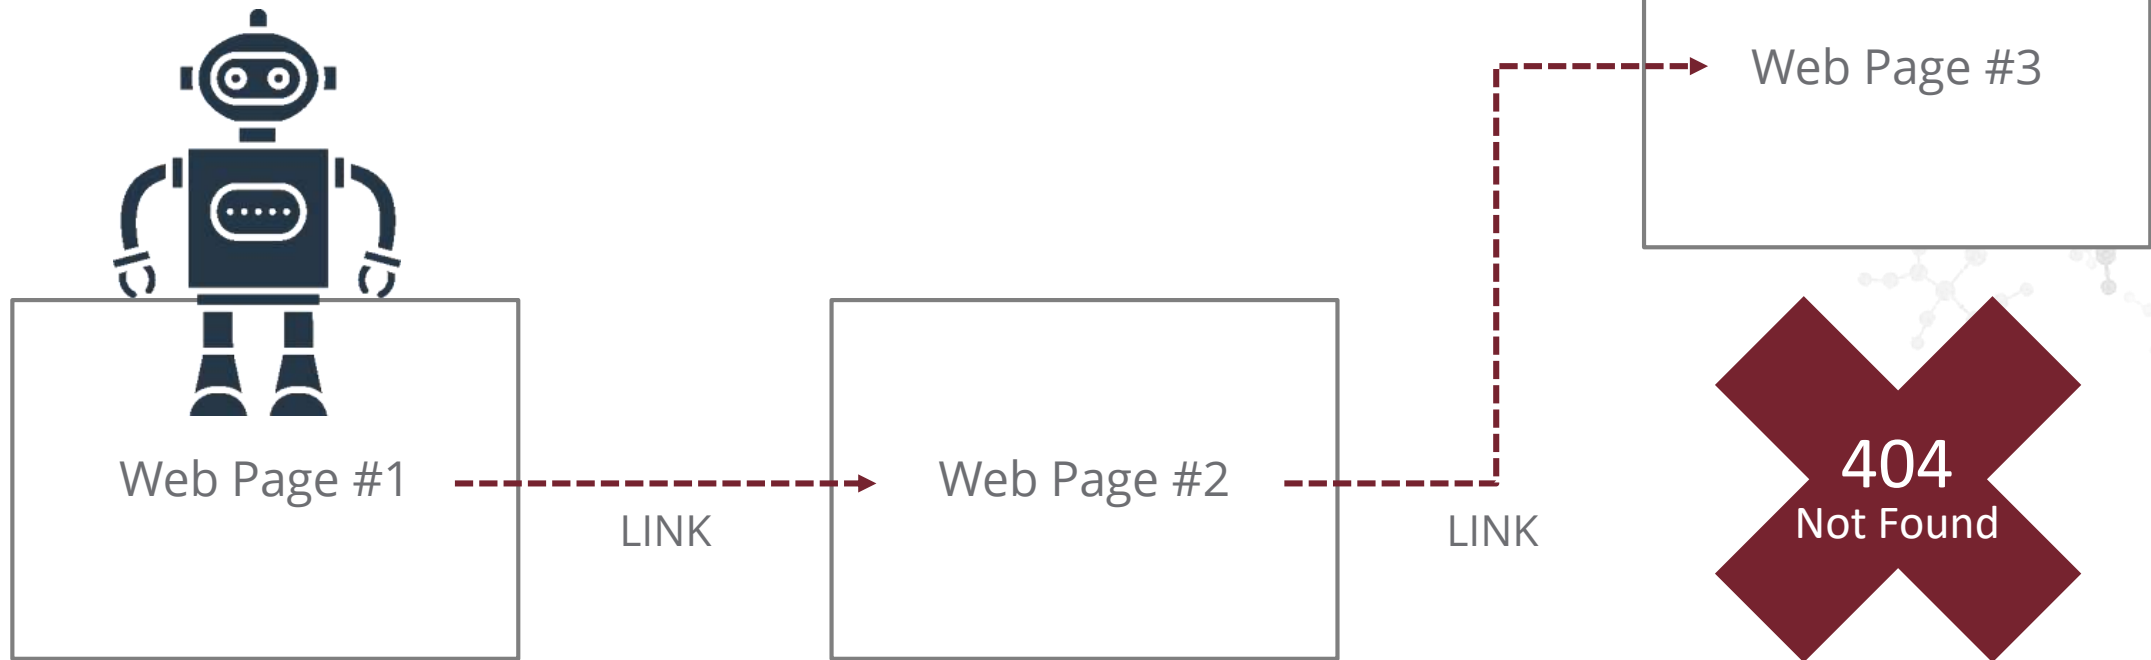 Web Page #3
Web Page #1
LINK
Web Page #2
LINK
404
Not Found